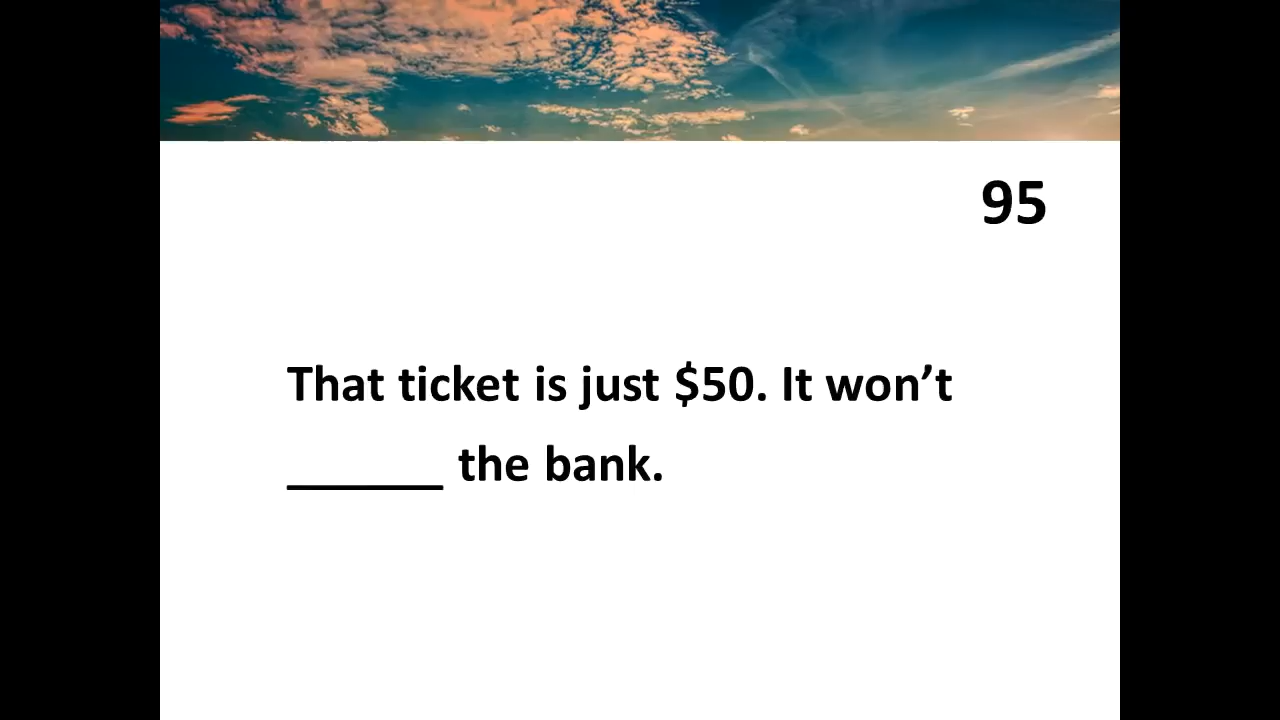 95
That ticket is just $50. It won’t
______ the bank.